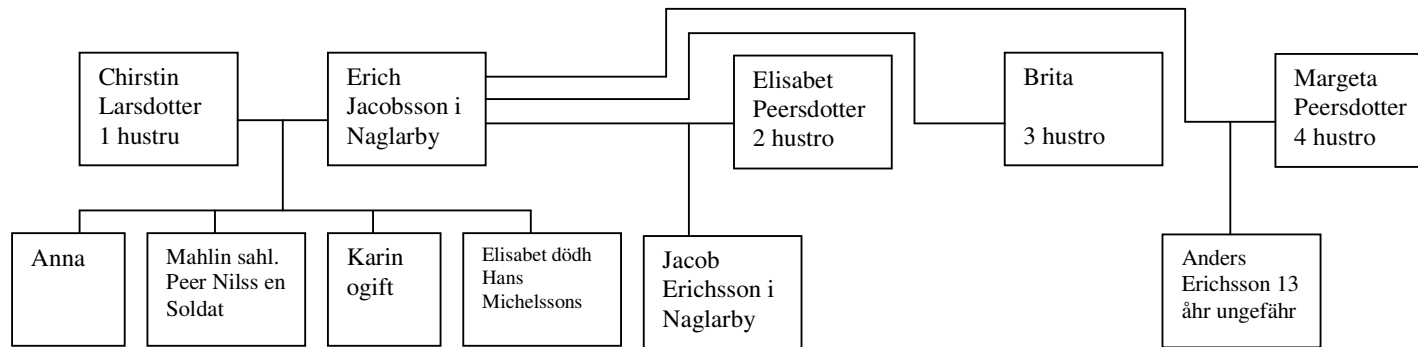 Chirstin
Larsdotter
1 hustru
Erich
Jacobsson i
Naglarby
Elisabet
Peersdotter
2 hustro
Brita
3 hustro
Margeta
Peersdotter
4 hustro
Anna
Mahlin sahl.
Peer Nilss en
Soldat
Karin
ogift
Elisabet dödh
Hans
Michelssons
Jacob
Erichsson i
Naglarby
Anders
Erichsson 13
åhr ungefähr